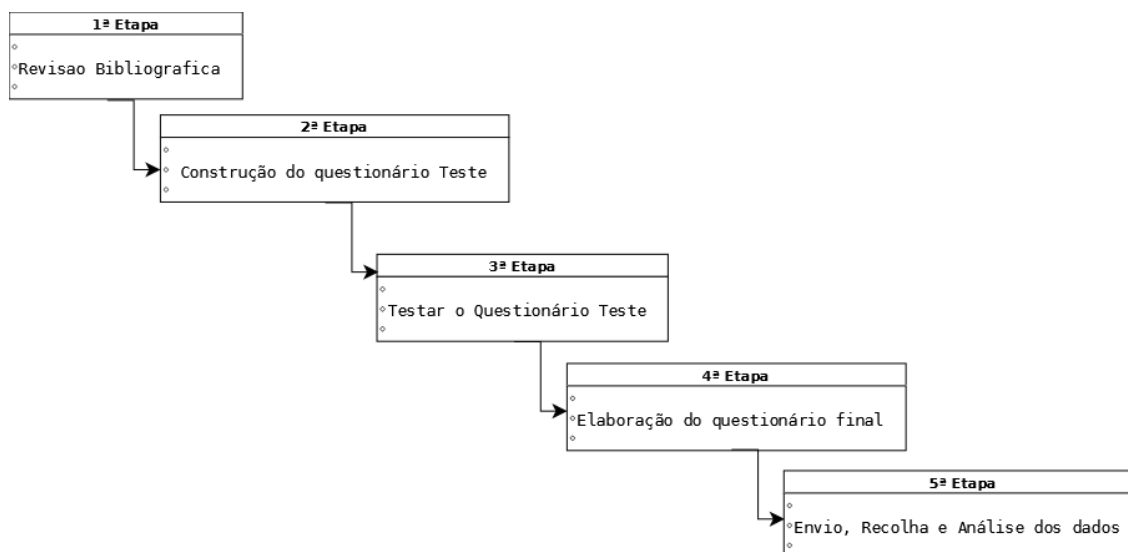 1ª Etapa
Revisao Bibliografica
2ª Etapa
Construção do questionário Teste
3ª Etapa
Testar o Questionário Teste
4ª Etapa
Elaboração do questionário final
5ª Etapa
Envio, Recolha e Análise dos dados